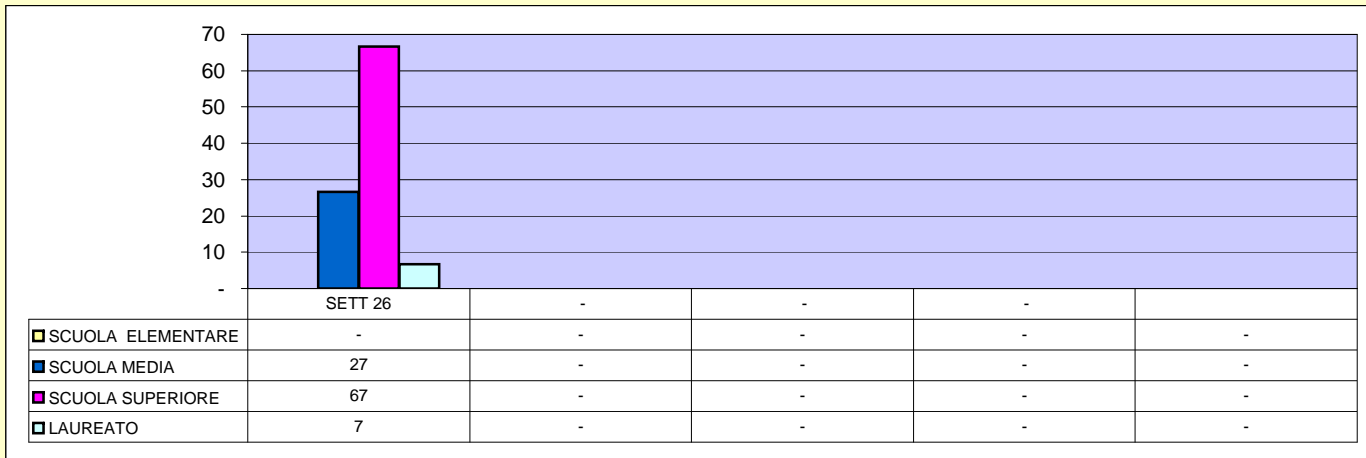 70
60
50
40
30
20
10
-
SETT 26 - - -
SCUOLA ELEMENTARE - - - - -
SCUOLA MEDIA 27 - - - -
SCUOLA SUPERIORE 67 - - - -
LAUREATO 7 - - - -